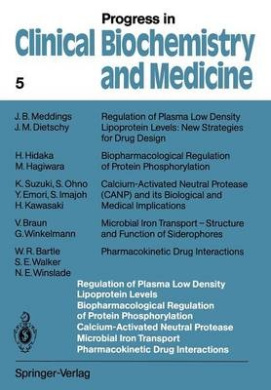 Progress in
Clinical Biochemistry
and Medicine
5
J. B. Meddings
J. M. Dietschy
Regulation of Plasma Low Density
Lipoprotein Levels: New Strategies
for Drug Design
H. Hidaka
M. Hagiwara
Biopharmacological Regulation
of Protein Phosphorylation
K. Suzuki, S. Ohno
Y. Emori, S. Imajoh
H. Kawasaki
Calcium-Activated Neutral Protease
(CANP) and its Biological and
Medical Implications
V. Braun
G. Winkelmann
Microbial Iron Transport – Structure
and Function of Siderophores
W. R. Bartle
S. E. Walker
N. E. Winslade
Pharmacokinetic Drug Interactions
Regulation of Plasma Low Density
Lipoprotein Levels
Biopharmacological Regulation
of Protein Phosphorylation
Calcium-Activated Neutral Protease
Microbial Iron Transport
Pharmacokinetic Drug Interactions
Springer-Verlag